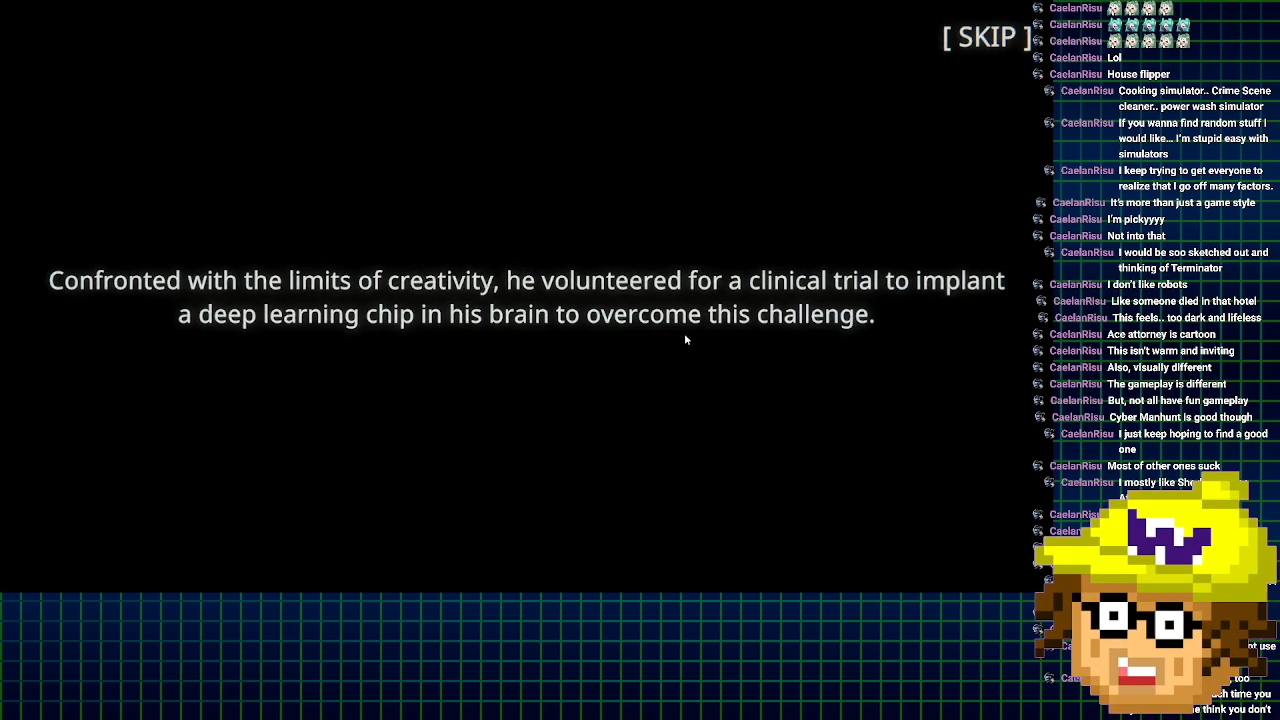 [ SKIP ]
Confronted with the limits of creativity, he volunteered for a clinical trial to implant
a deep learning chip in his brain to overcome this challenge.
CaelanRisu
CaelanRisu
CaelanRisu
CaelanRisu Lol
CaelanRisu House flipper
CaelanRisu Cooking simulator.. Crime Scene
cleaner.. power wash simulator
CaelanRisu If you wanna find random stuff I
would like... I'm stupid easy with
simulators
CaelanRisu I keep trying to get everyone to
realize that I go off many factors.
CaelanRisu It's more than just a game style
CaelanRisu I'm pickyyyy
CaelanRisu Not into that
CaelanRisu I would be soo sketched out and
thinking of Terminator
CaelanRisu I don't like robots
CaelanRisu Like someone died in that hotel
CaelanRisu This feels.. too dark and lifeless
CaelanRisu Ace attorney is cartoon
CaelanRisu This isn't warm and inviting
CaelanRisu Also, visually different
CaelanRisu The gameplay is different
CaelanRisu But, not all have fun gameplay
CaelanRisu Cyber Manhunt is good though
CaelanRisu I just keep hoping to find a good
one
CaelanRisu Most of other ones suck
CaelanRisu I mostly like
use
too
time you
think you don't